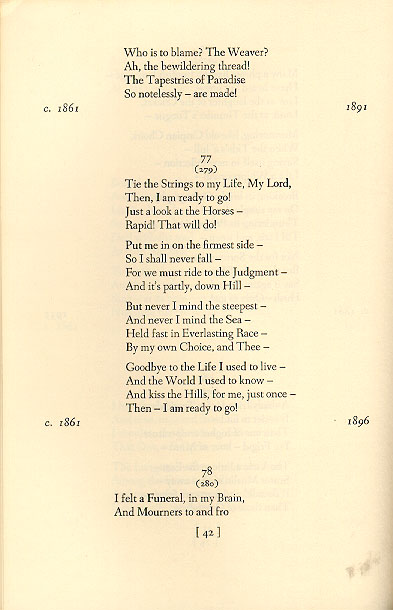 Who is to blame? The Weaver?
Ah, the bewildering thread!
The Tapestries of Paradise
So notelessly – are made!
c. 1861 1891
77
(279)
Tie the Strings to my Life, My Lord,
Then, I am ready to go!
Just a look at the Horses –
Rapid! That will do!
Put me in on the firmest side –
So I shall never fall –
For we must ride to the Judgment –
And it's partly, down Hill –
But never I mind the steepest –
And never I mind the Sea –
Held fast in Everlasting Race –
By my own Choice, and Thee –
Goodbye to the Life I used to live –
And the World I used to know –
And kiss the Hills, for me, just once –
Then – I am ready to go!
c. 1861 1896
78
(280)
I felt a Funeral, in my Brain,
And Mourners to and fro
[ 42 ]